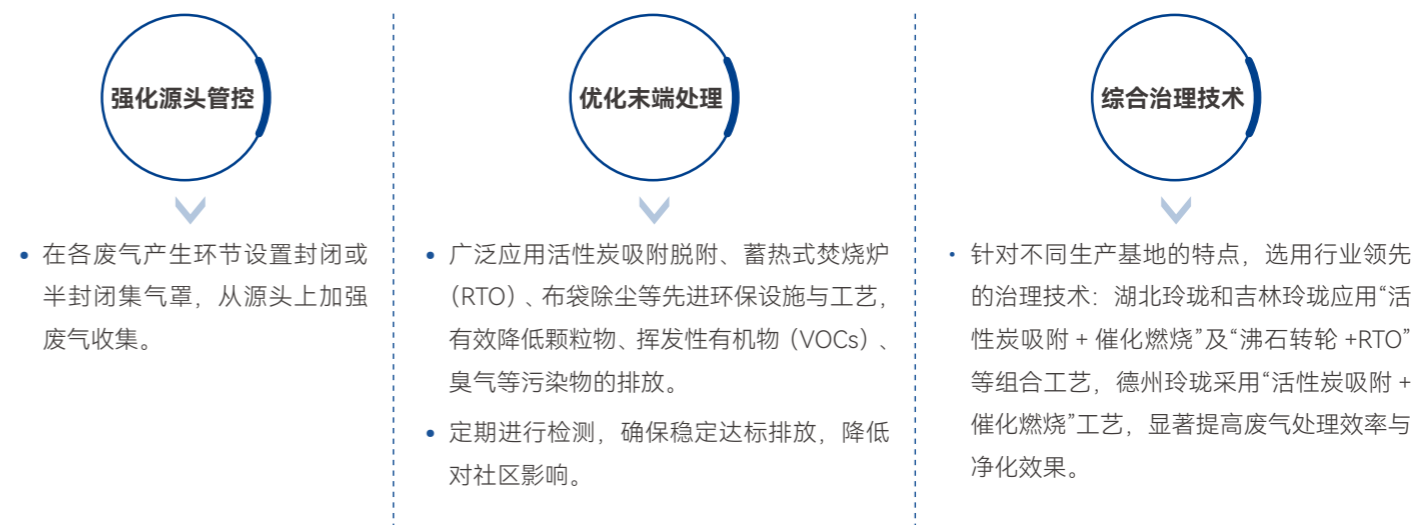 强化源头管控
在各废气产生环节设置封闭或
半封闭集气罩，从源头上加强
废气收集。
优化末端处理
广泛应用活性炭吸附脱附、蓄热式焚烧炉
（RTO）、布袋除尘等先进环保设施与工艺，
有效降低颗粒物、挥发性有机物（VOCs）、
臭气等污染物的排放。
定期进行检测，确保稳定达标排放，降低
对社区影响。
综合治理技术
针对不同生产基地的特点，选用行业领先
的治理技术：湖北玲珑和吉林玲珑应用“活
性炭吸附 + 催化燃烧”及“沸石转轮 +RTO”
等组合工艺，德州玲珑采用“活性炭吸附 +
催化燃烧”工艺，显著提高废气处理效率与
净化效果。